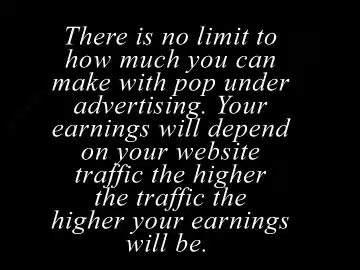 There is no limit to
how much you can
make with pop under
advertising. Your
earnings will depend
on your website
traffic the higher
the traffic the
higher your earnings
will be.